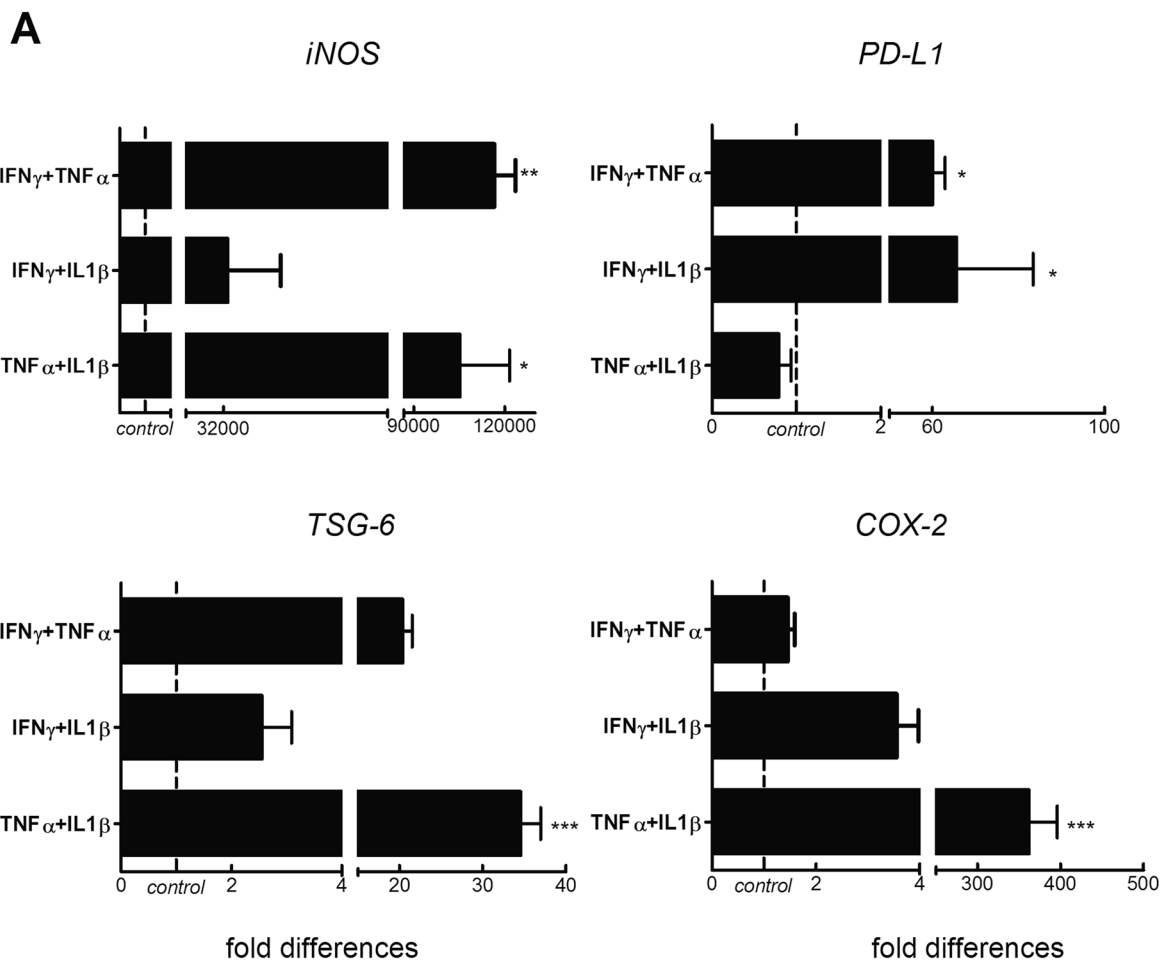 A
iNOS
IFNγ+TNFα
**
IFNγ+IL1β
TNFα+IL1β
*
control 32000 90000 120000
PD-L1
IFNγ+TNFα
*
IFNγ+IL1β
*
TNFα+IL1β
0 control 2 60 100
TSG-6
IFNγ+TNFα
IFNγ+IL1β
TNFα+IL1β
***
0 control 2 4 20 30 40
fold differences
COX-2
IFNγ+TNFα
IFNγ+IL1β
TNFα+IL1β
***
0 control 2 4 300 400 500
fold differences